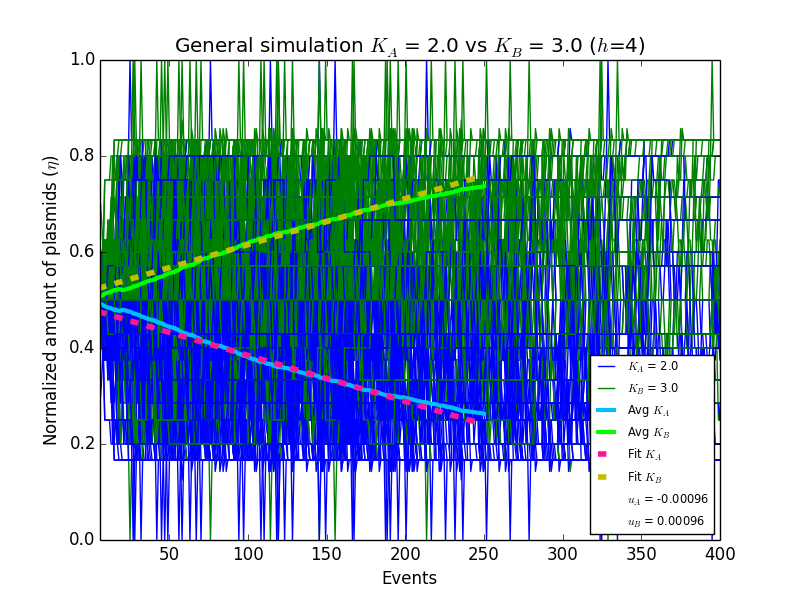 General simulation K_A = 2.0 vs K_B = 3.0 (h=4)
Normalized amount of plasmids (η)
1.0
0.8
0.6
0.4
0.2
0.0
K_A = 2.0
K_B = 3.0
Avg K_A
Avg K_B
Fit K_A
Fit K_B
u_A = -0.00096
u_B = 0.00096
50 100 150 200 250 300 350 400
Events